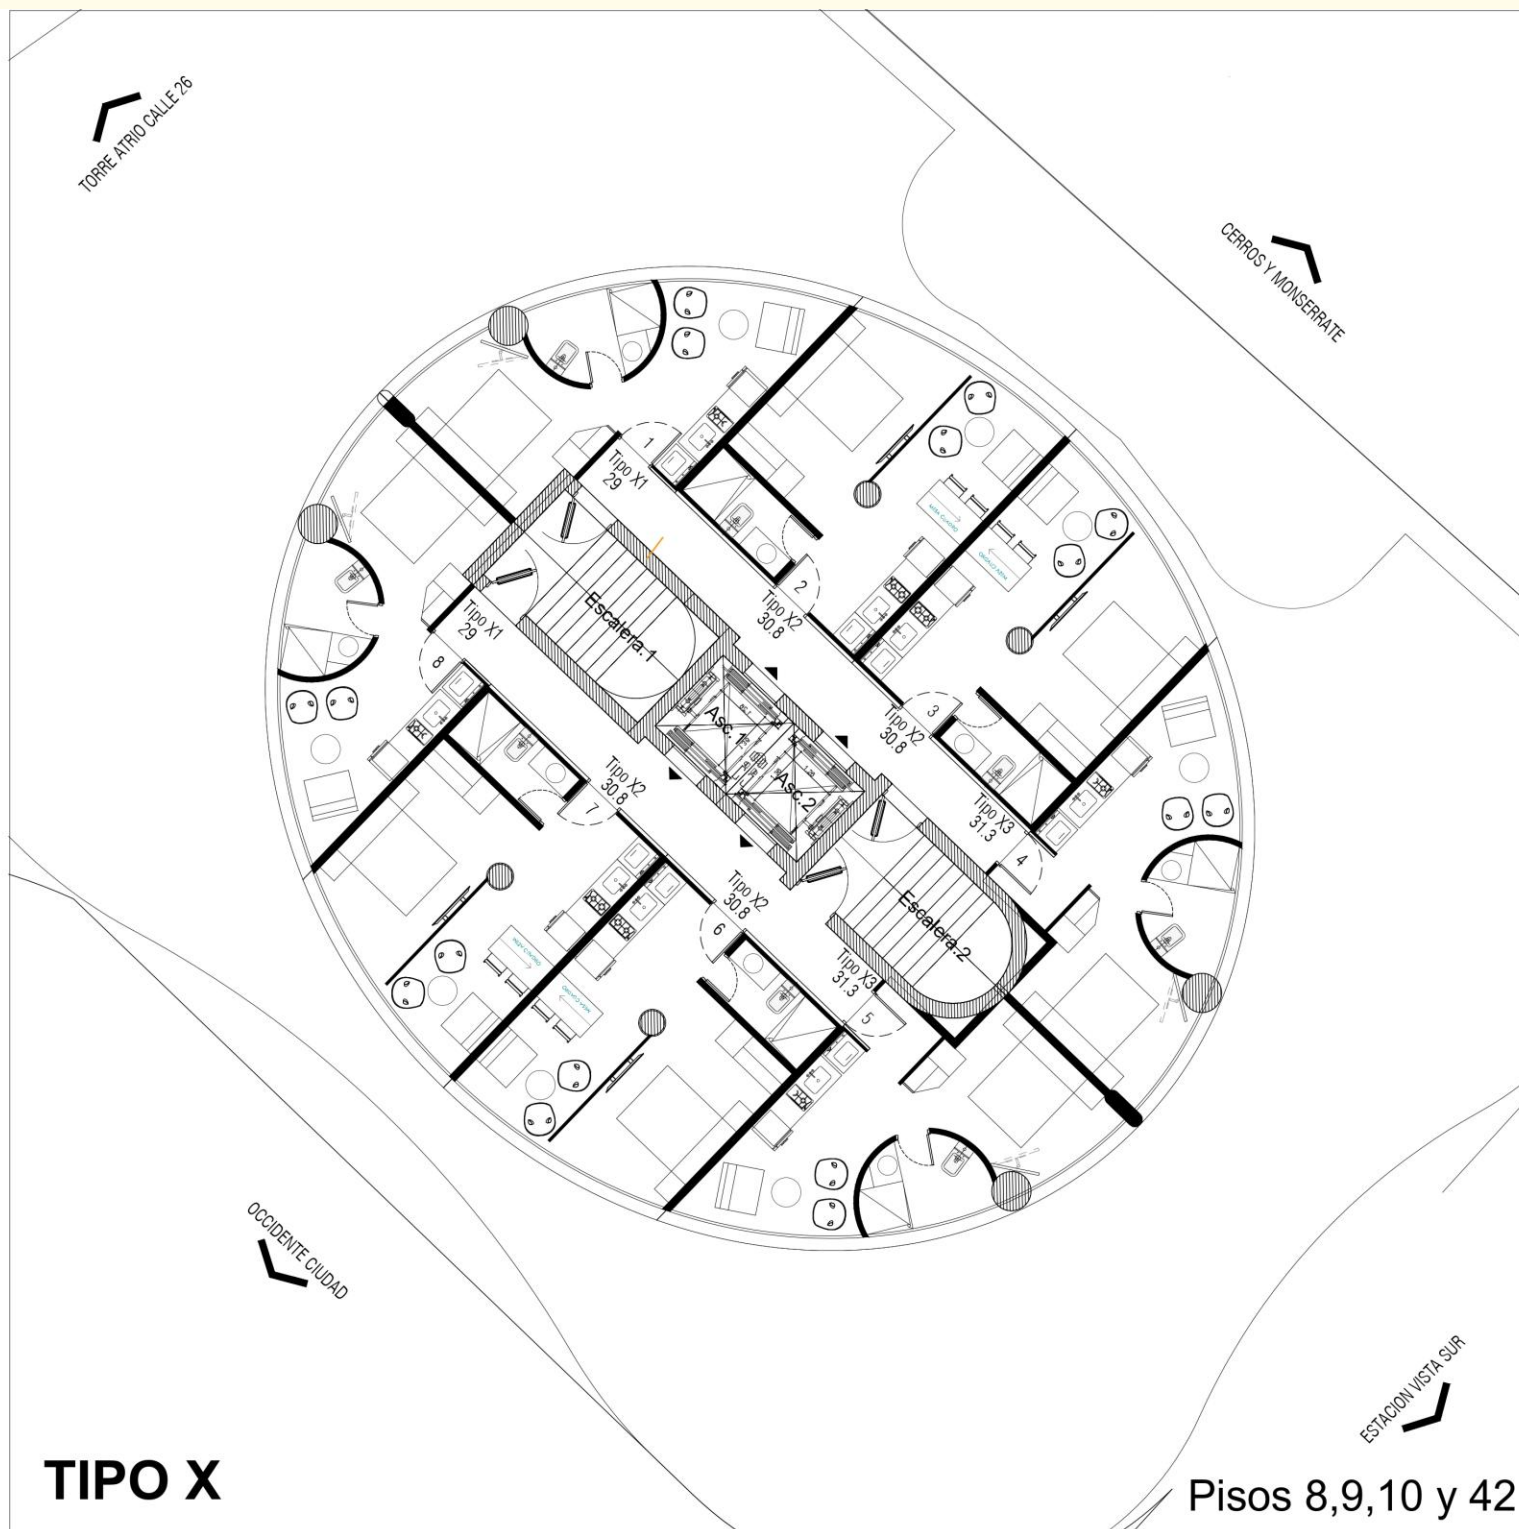 TORRE ATRIO CALLE 26
CERROS Y MONSERRATE
1
Tipo X1
29
2
Tipo X2
30.8
3
Tipo X2
30.8
4
Tipo X3
31.3
Escalera.1
Asc. 1
Asc.2
Escalera.2
8
Tipo X1
29
7
Tipo X2
30.8
6
Tipo X2
30.8
5
Tipo X3
31.3
OCCIDENTE CIUDAD
ESTACION VISTA SUR
TIPO X
Pisos 8,9,10 y 42